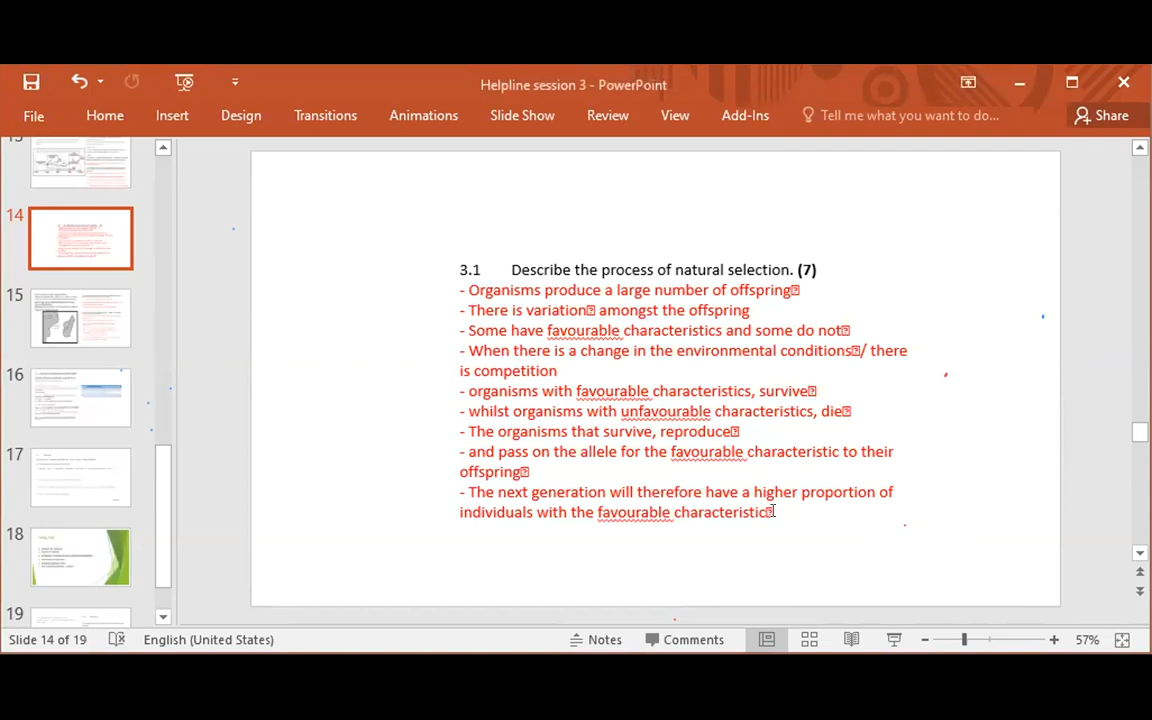 Helpline session 3 - PowerPoint
File Home Insert Design Transitions Animations Slide Show Review View Add-Ins Tell me what you want to do... Share
14
15
16
17
18
19
3.1 Describe the process of natural selection. (7)
- Organisms produce a large number of offspring
- There is variation amongst the offspring
- Some have favourable characteristics and some do not
- When there is a change in the environmental conditions/ there
is competition
- organisms with favourable characteristics, survive
- whilst organisms with unfavourable characteristics, die
- The organisms that survive, reproduce
- and pass on the allele for the favourable characteristic to their
offspring
- The next generation will therefore have a higher proportion of
individuals with the favourable characteristic
Slide 14 of 19 English (United States) Notes Comments 57%